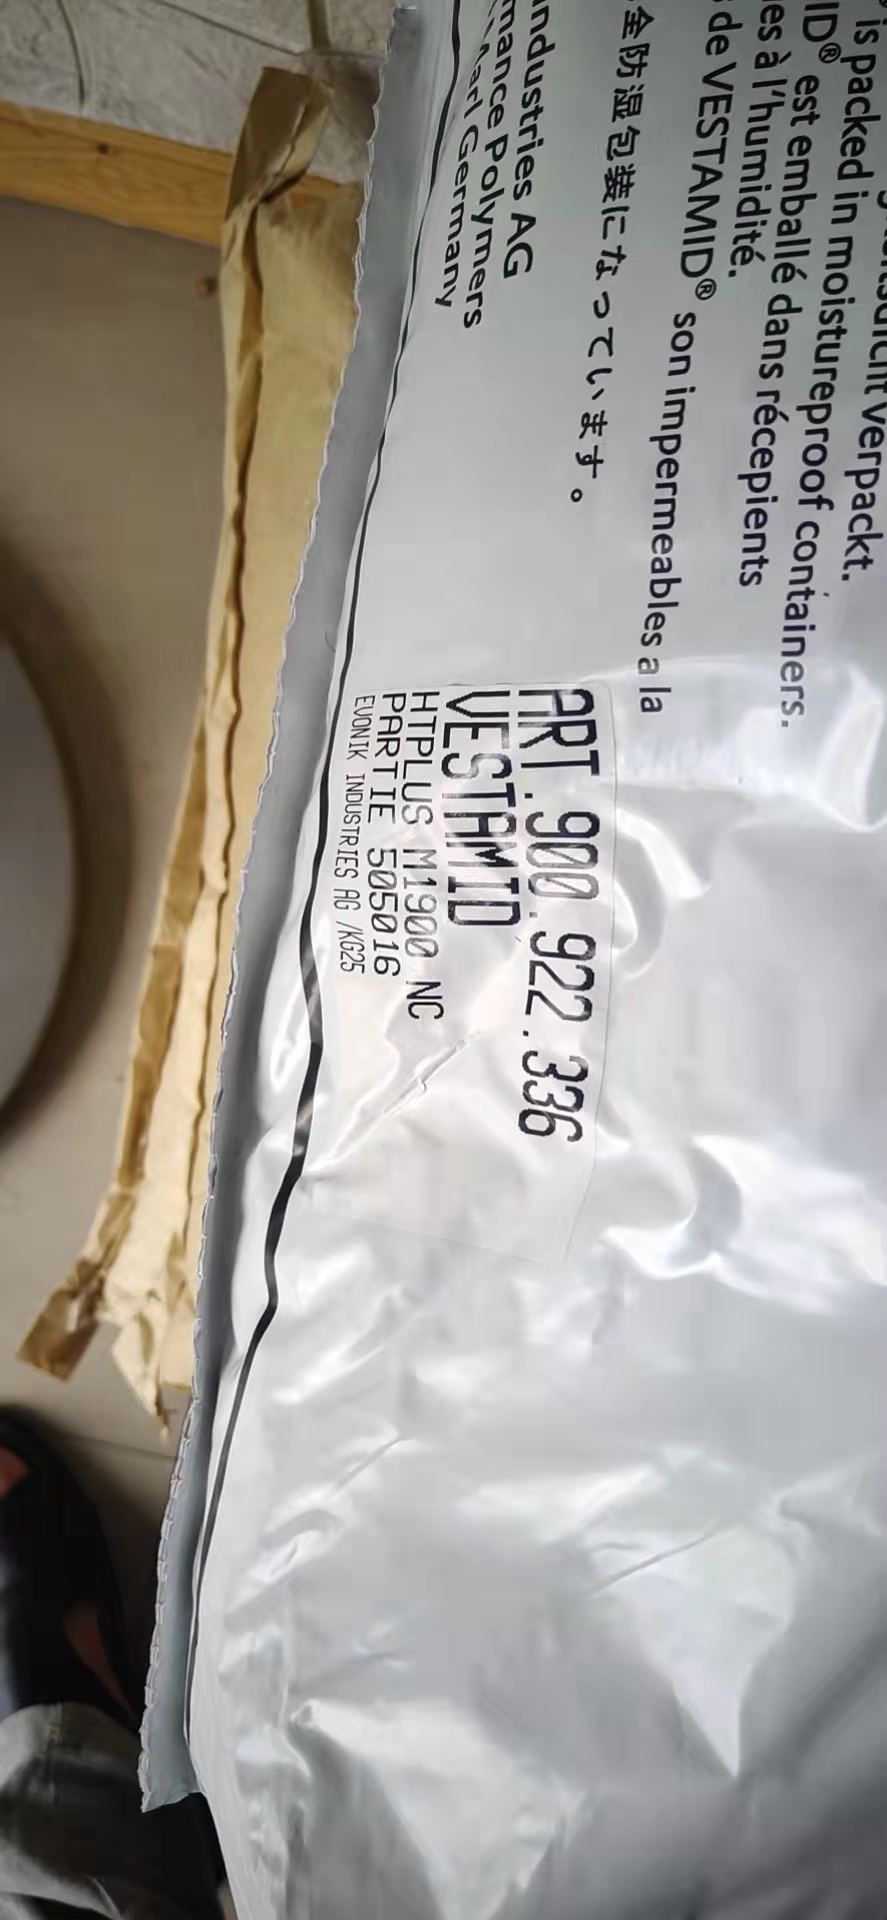 verpackt.
is packed in moistureproof containers.
ID® est emballé dans récepients
es à l'humidité.
de VESTAMID® son impermeables a la
全防湿包装になっています。
ndustries AG
mance Polymers
Marl Germany
ART.900.922.336
VESTAMID
HTPLUS M1900 NC
PARTIE 505016
EVONIK INDUSTRIES AG /KG25